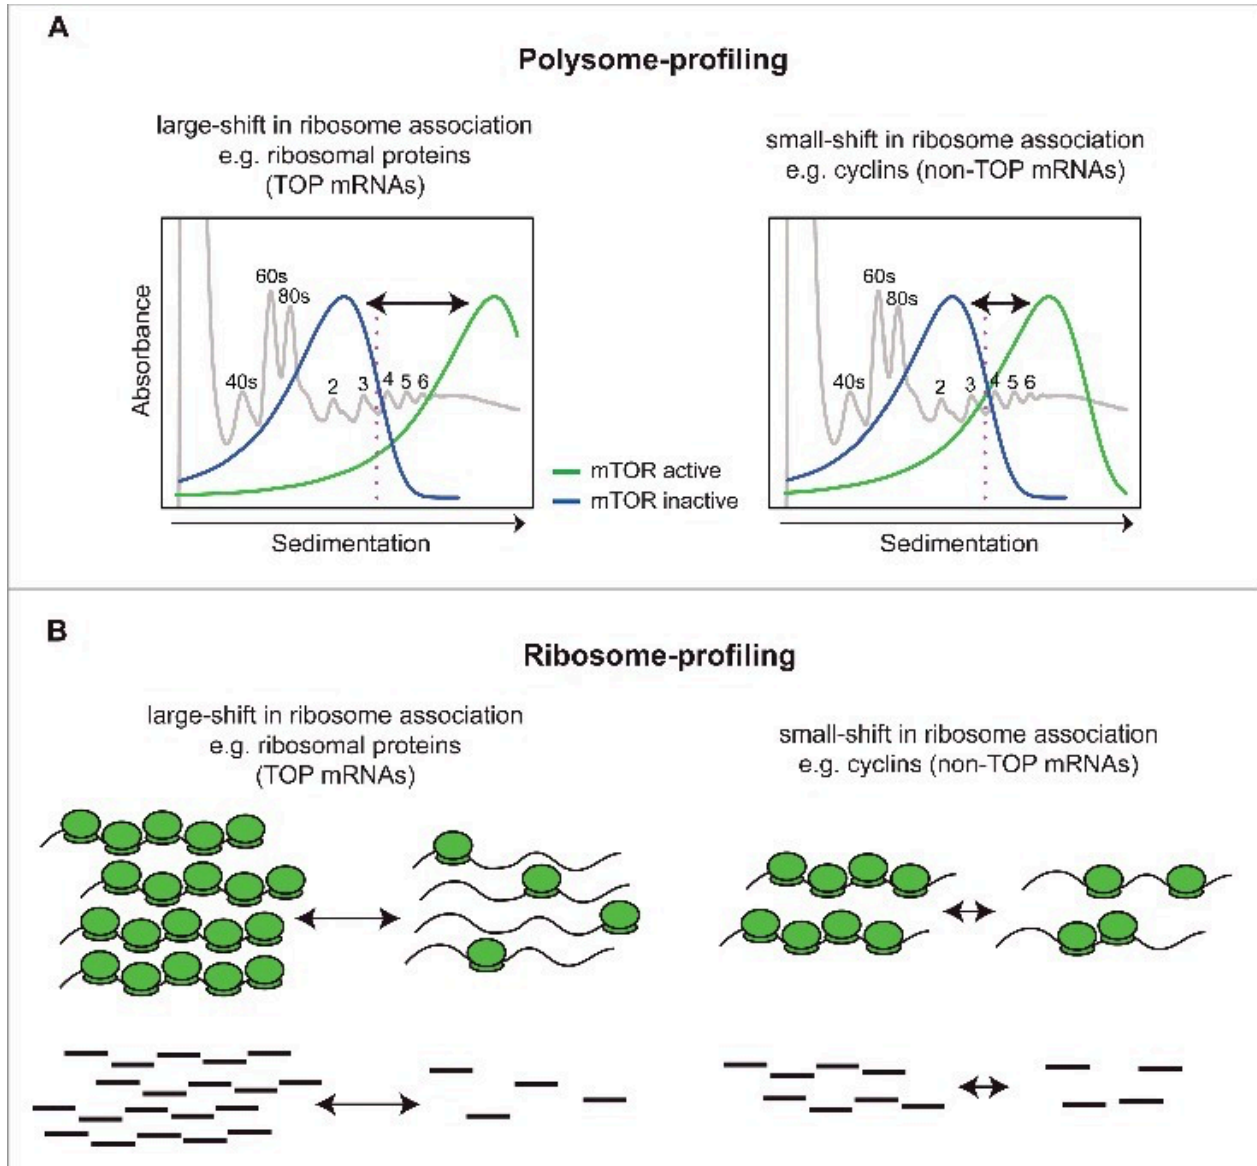 A
Polysome-profiling
large-shift in ribosome association
e.g. ribosomal proteins
(TOP mRNAs)
small-shift in ribosome association
e.g. cyclins (non-TOP mRNAs)
Absorbance
40s
60s
80s
2
3
4
5
6
Sedimentation
mTOR active
mTOR inactive
40s
60s
80s
2
3
4
5
6
Sedimentation
B
Ribosome-profiling
large-shift in ribosome association
e.g. ribosomal proteins
(TOP mRNAs)
small-shift in ribosome association
e.g. cyclins (non-TOP mRNAs)